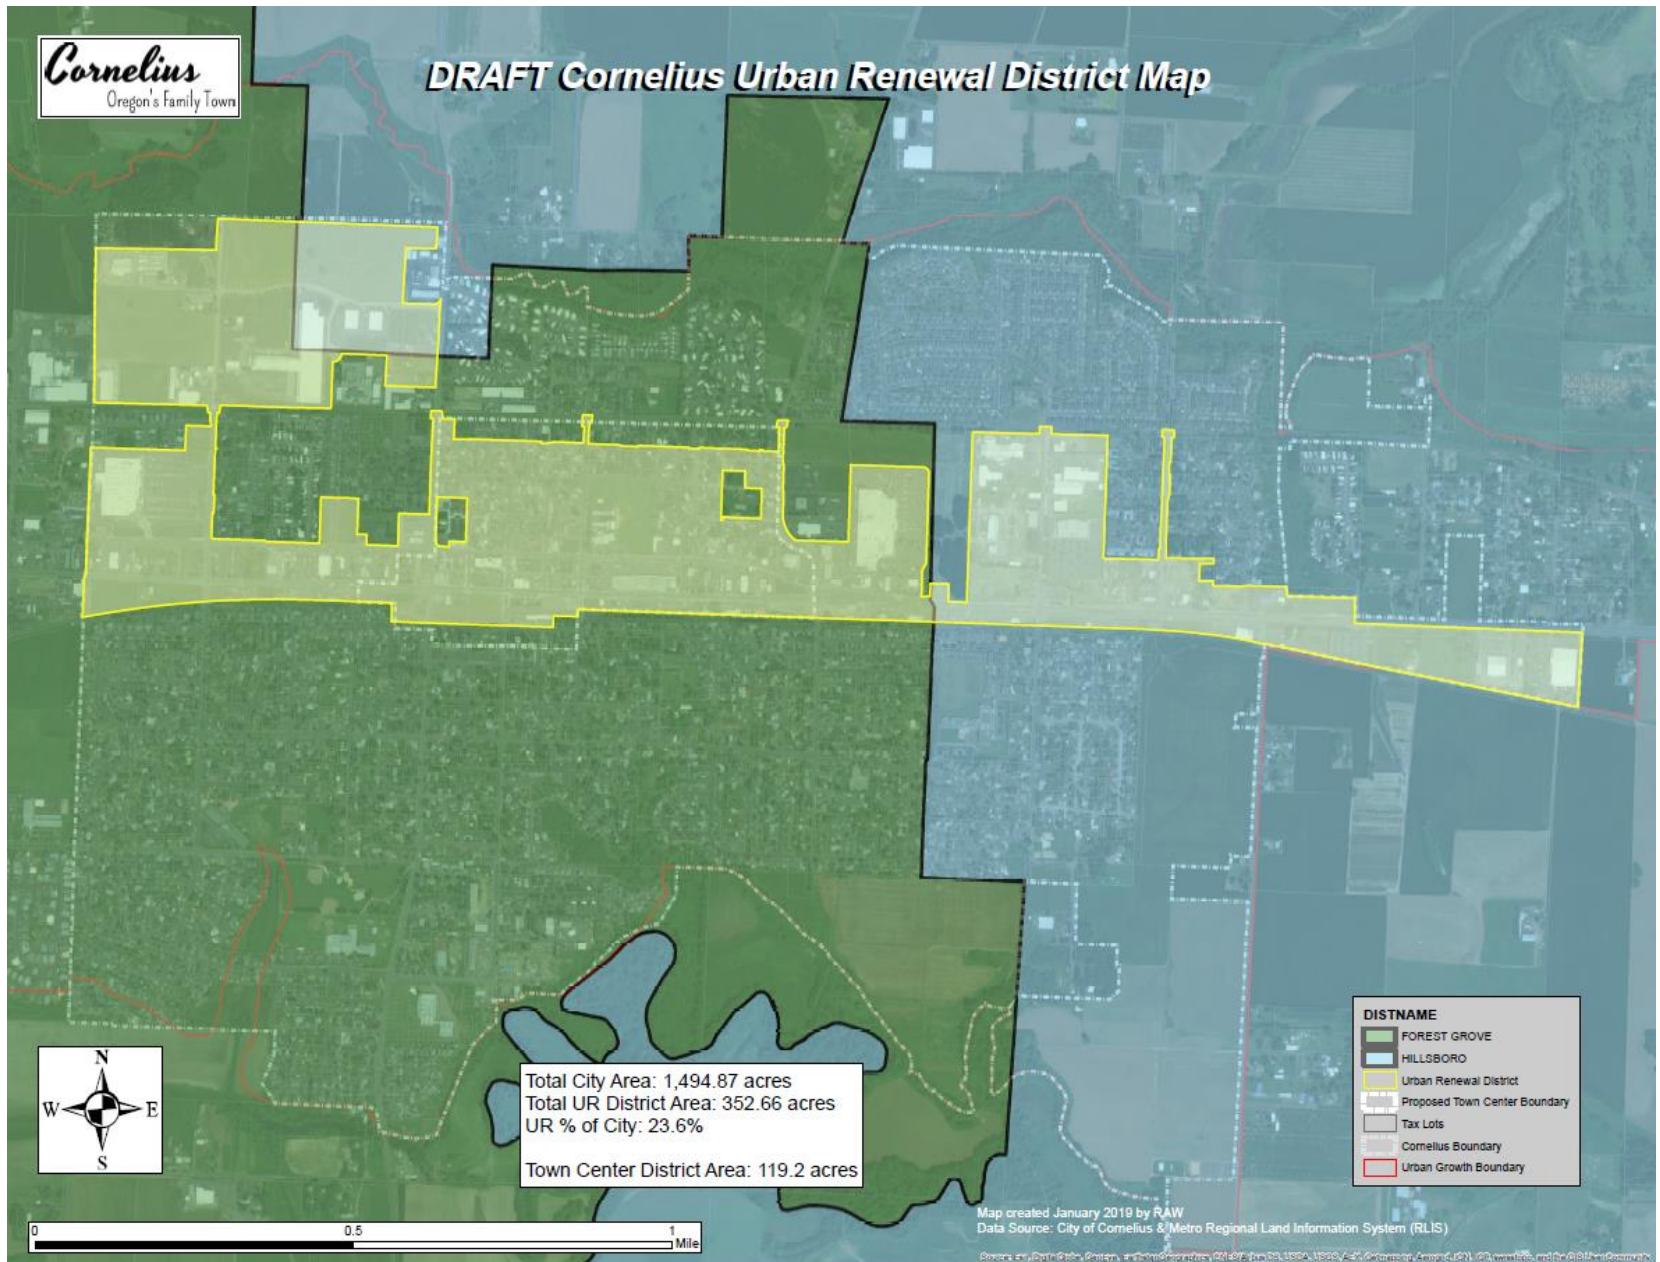 Cornelius
Oregon's Family Town
DRAFT Cornelius Urban Renewal District Map
DISTNAME
FOREST GROVE
HILLSBORO
Urban Renewal District
Proposed Town Center Boundary
Tax Lots
Cornelius Boundary
Urban Growth Boundary
N
W E
S
Total City Area: 1,494.87 acres
Total UR District Area: 352.66 acres
UR % of City: 23.6%
Town Center District Area: 119.2 acres
0 0.5 1
Mile
Map created January 2019 by RAW
Data Source: City of Cornelius & Metro Regional Land Information System (RLIS)